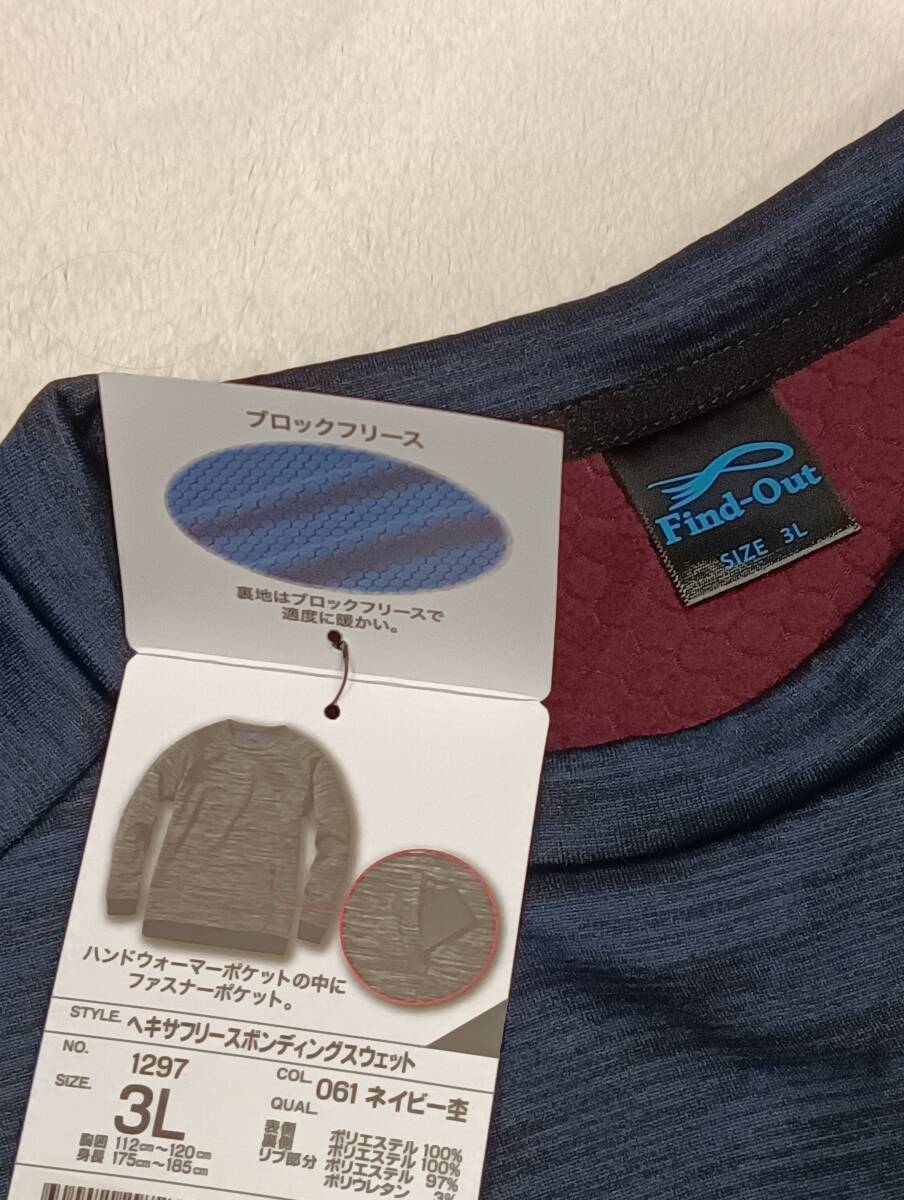 ブロックフリース
裏地はブロックフリースで
適度に暖かい。
Find-Out
SIZE 3L
ハンドウォーマーポケットの中に
ファスナーポケット。
STYLE. ヘキサフリースボンディングスウェット
NO. 1297
COL. 061 ネイビー杢
SIZE. 3L
胸囲 112㎝～120㎝
身長 175㎝～185㎝
QUAL.
表側 ポリエステル 100%
裏側 ポリエステル 100%
リブ部分 ポリエステル 97%
ポリウレタン 3%